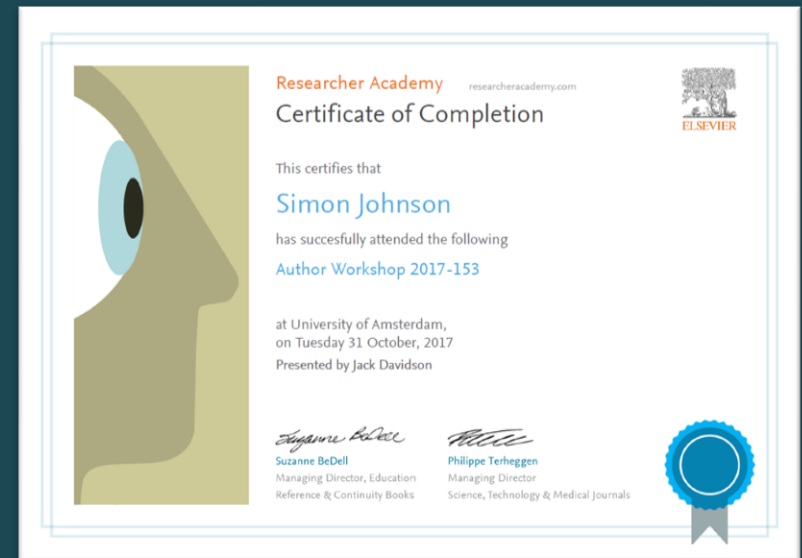 Researcher Academy researcheracademy.com
Certificate of Completion
ELSEVIER
This certifies that
Simon Johnson
has succesfully attended the following
Author Workshop 2017-153
at University of Amsterdam,
on Tuesday 31 October, 2017
Presented by Jack Davidson
Suzanne BeDell
Suzanne BeDell
Managing Director, Education
Reference & Continuity Books
Philippe Terheggen
Managing Director
Science, Technology & Medical Journals